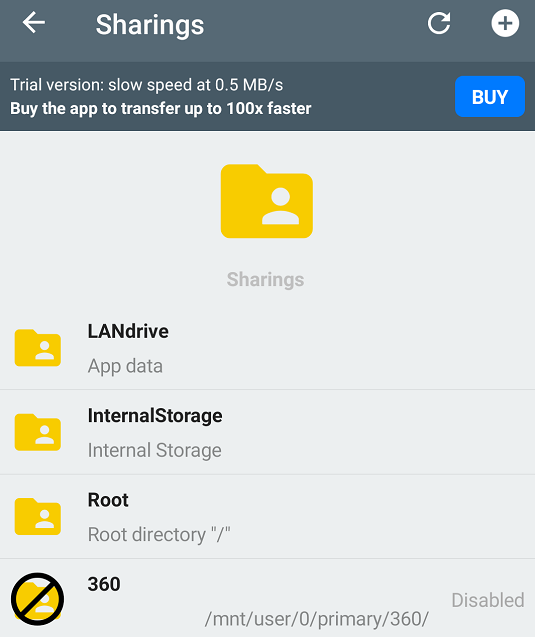 Sharings
Trial version: slow speed at 0.5 MB/s
Buy the app to transfer up to 100x faster
BUY
Sharings
LANdrive
App data
InternalStorage
Internal Storage
Root
Root directory "/"
360
Disabled
/mnt/user/0/primary/360/